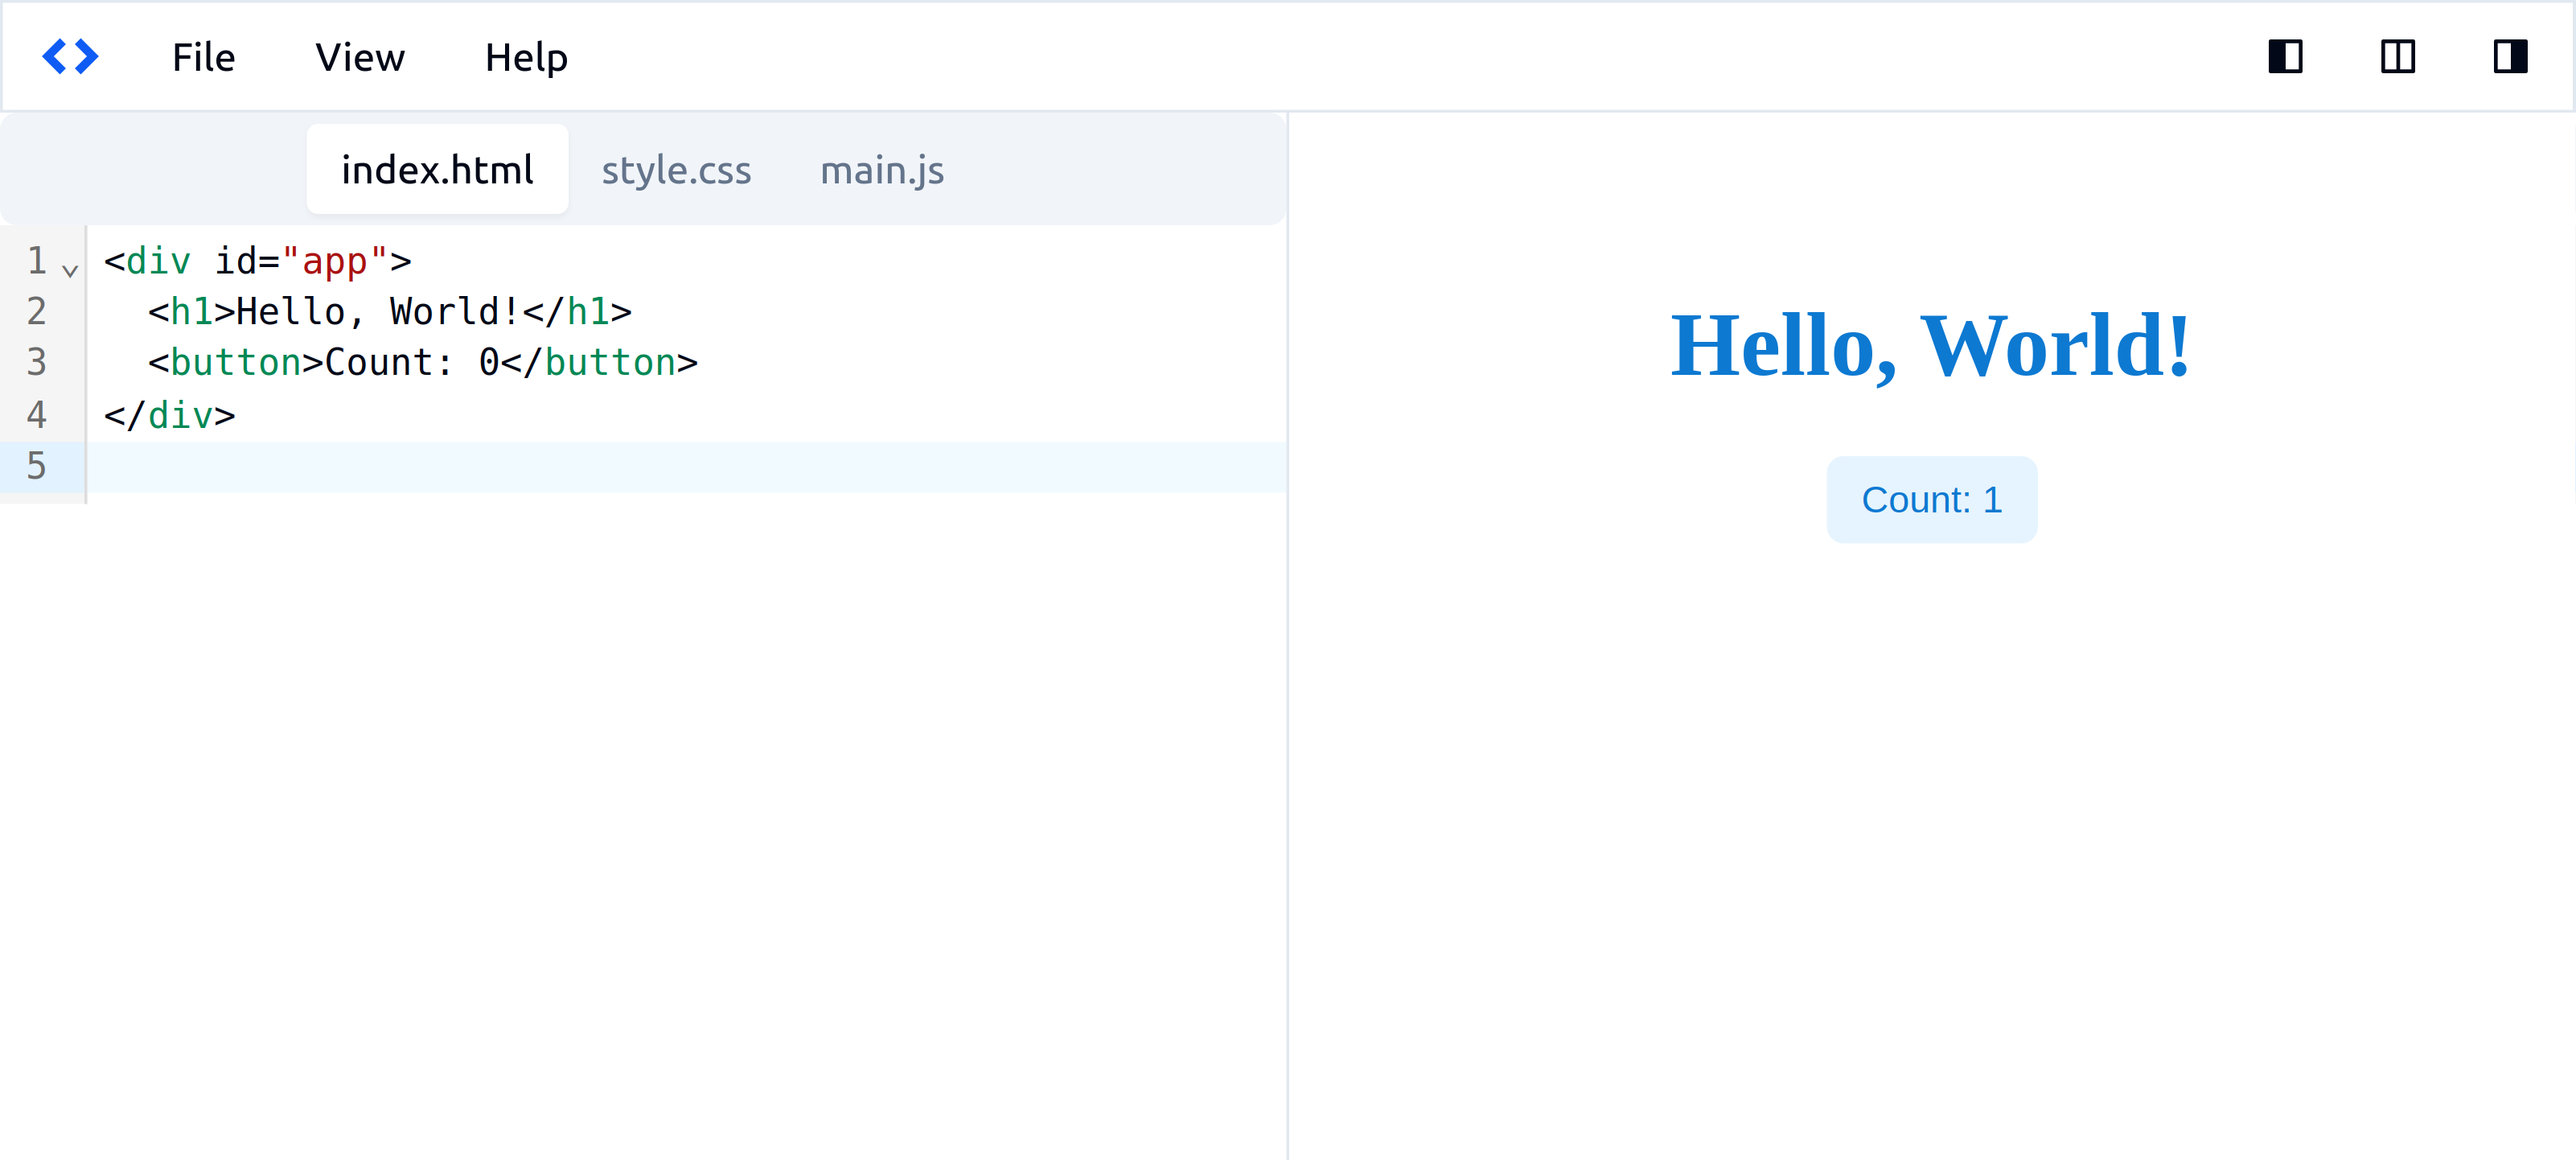 File View Help
index.html style.css main.js
1 <div id="app">
2   <h1>Hello, World!</h1>
3   <button>Count: 0</button>
4 </div>
5
Hello, World!
Count: 1